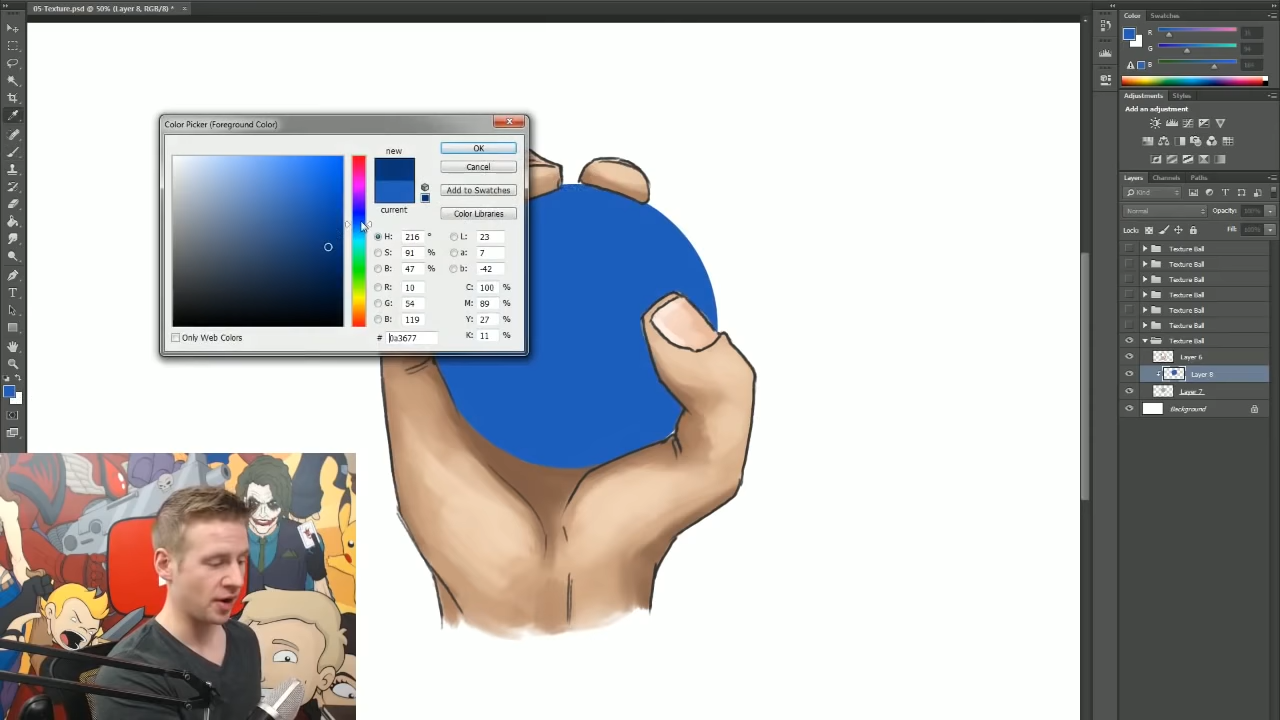 05-Texture.psd @ 50% (Layer 8, RGB/8) * ×
Color Picker (Foreground Color)
new
current
OK
Cancel
Add to Swatches
Color Libraries
H: 216 °
L: 23
S: 91 %
a: 7
B: 47 %
b: -42
R: 10
C: 100 %
G: 54
M: 89 %
B: 119
Y: 27 %
# 0a3677
K: 11 %
Only Web Colors
Color Swatches
R
G
B
Adjustments Styles
Add an adjustment
Layers Channels Paths
Kind
Normal
Opacity:
Lock:
Fill:
Texture Ball
Texture Ball
Texture Ball
Texture Ball
Texture Ball
Texture Ball
Texture Ball
Layer 6
Layer 8
Layer 7
Background